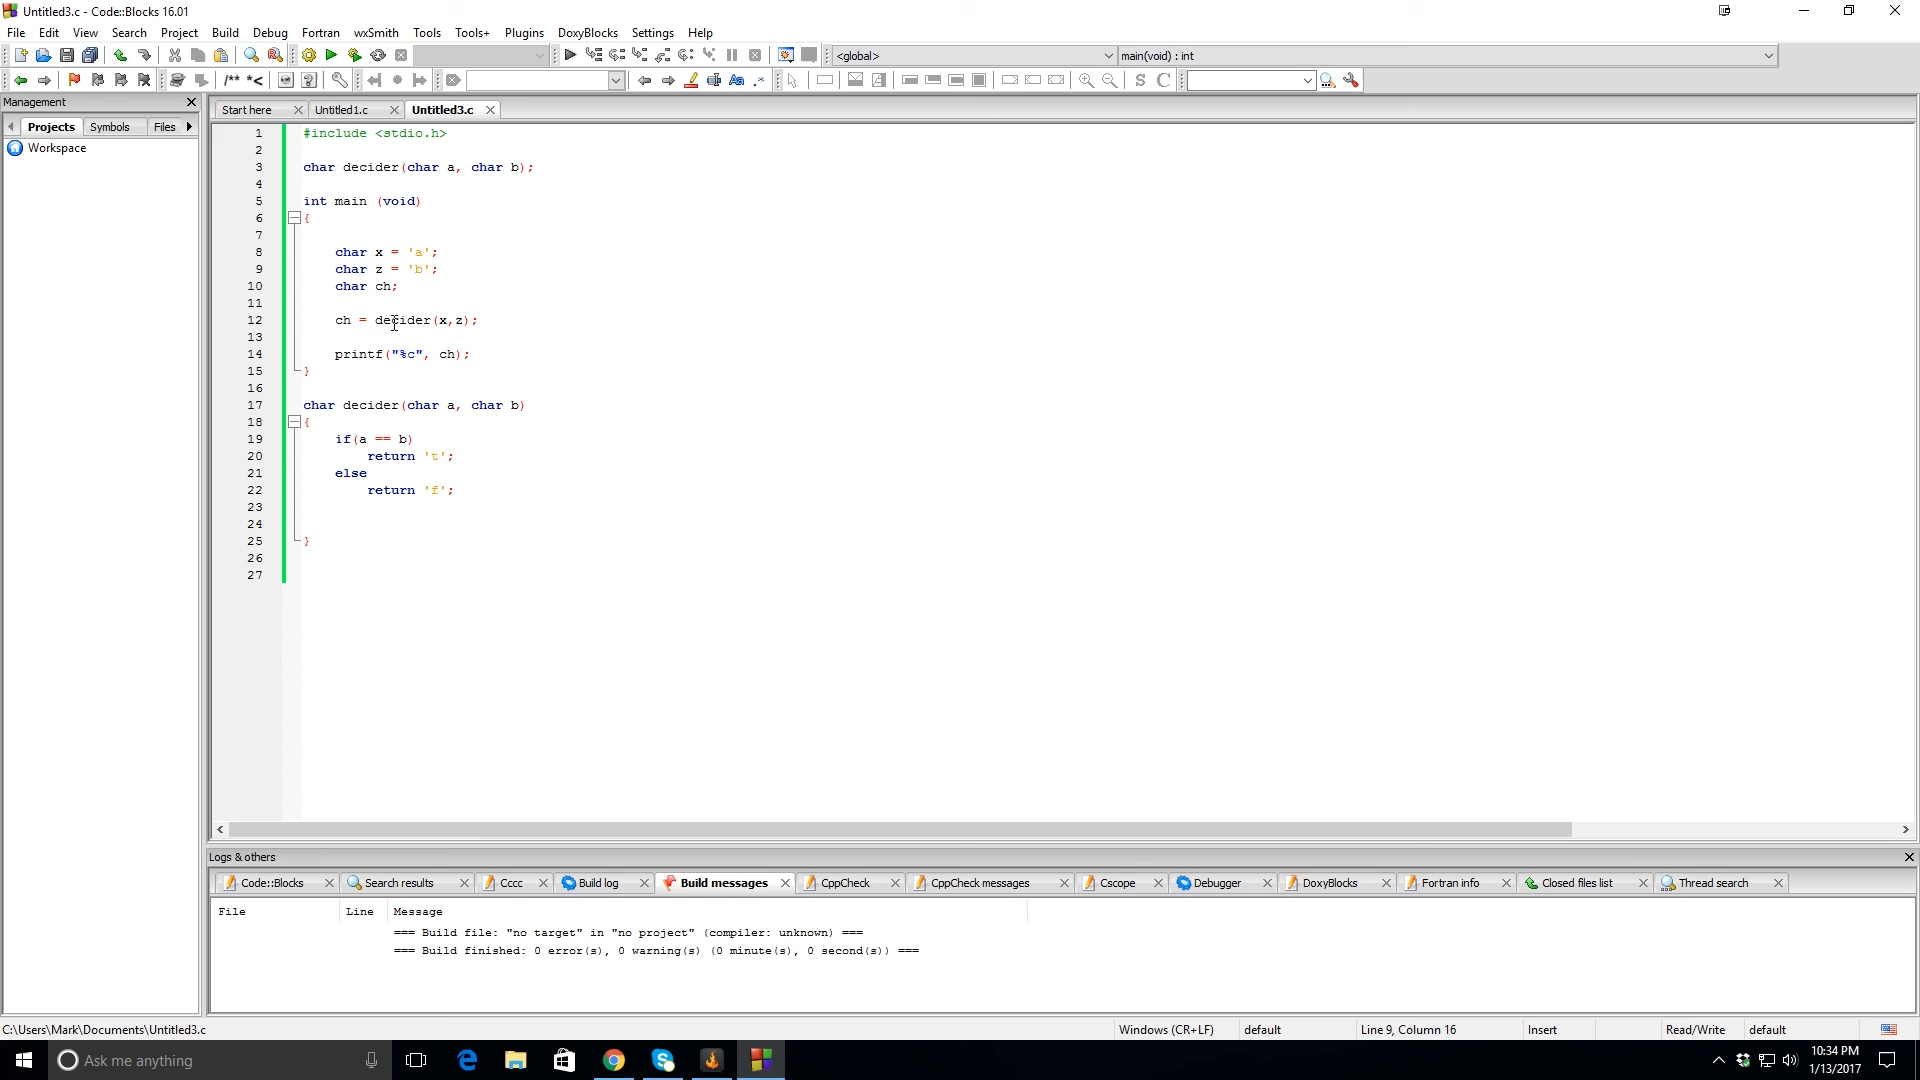 Untitled3.c - Code::Blocks 16.01
File Edit View Search Project Build Debug Fortran wxSmith Tools Tools+ Plugins DoxyBlocks Settings Help
<global> main(void) : int
/** *< Aa .* S C
Management
Projects Symbols Files
Workspace
Start here Untitled1.c Untitled3.c
1 #include <stdio.h>
2
3 char decider(char a, char b);
4
5 int main (void)
6 {
7
8 char x = 'a';
9 char z = 'b';
10 char ch;
11
12 ch = decider(x,z);
13
14 printf("%c", ch);
15 }
16
17 char decider(char a, char b)
18 {
19 if(a == b)
20 return 't';
21 else
22 return 'f';
23
24
25 }
26
27
Logs & others
Code::Blocks Search results Cccc Build log Build messages CppCheck CppCheck messages Cscope Debugger DoxyBlocks Fortran info Closed files list Thread search
File Line Message
=== Build file: "no target" in "no project" (compiler: unknown) ===
=== Build finished: 0 error(s), 0 warning(s) (0 minute(s), 0 second(s)) ===
C:\Users\Mark\Documents\Untitled3.c Windows (CR+LF) default Line 9, Column 16 Insert Read/Write default
Ask me anything
10:34 PM
1/13/2017